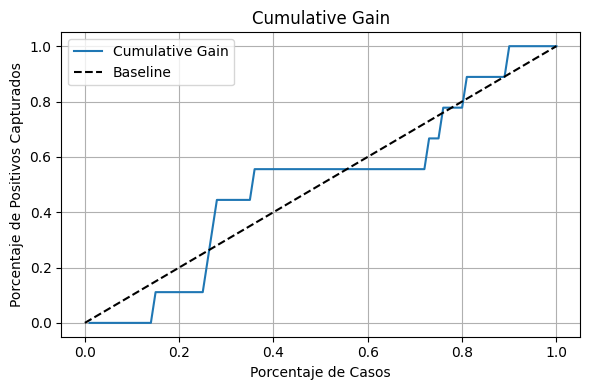 Cumulative Gain
Cumulative Gain
Baseline
Porcentaje de Positivos Capturados
1.0
0.8
0.6
0.4
0.2
0.0
0.0 0.2 0.4 0.6 0.8 1.0
Porcentaje de Casos